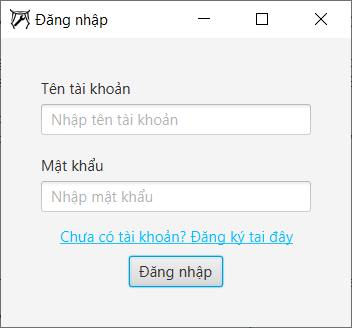 Đăng nhập
Tên tài khoản
Nhập tên tài khoản
Mật khẩu
Nhập mật khẩu
Chưa có tài khoản? Đăng ký tai đây
Đăng nhập